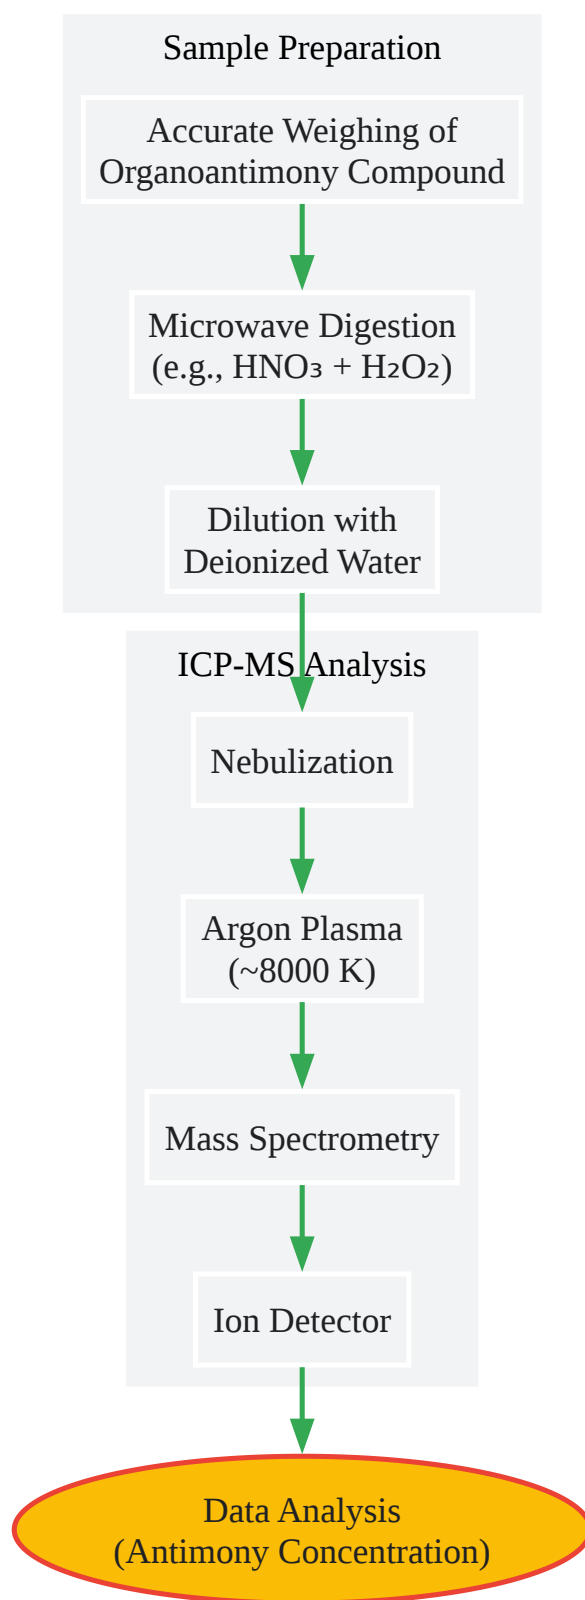 Sample Preparation
Accurate Weighing of
Organoantimony Compound
Microwave Digestion
(e.g., HNO₃ + H₂O₂)
Dilution with
Deionized Water
ICP-MS Analysis
Nebulization
Argon Plasma
(~8000 K)
Mass Spectrometry
Ion Detector
Data Analysis
(Antimony Concentration)